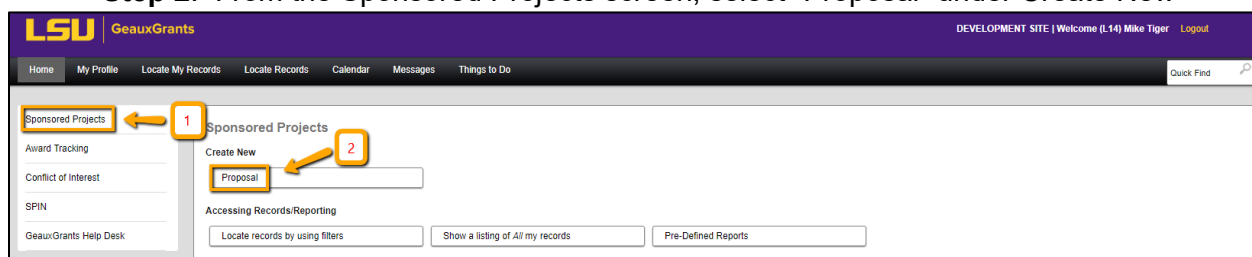 Step 2: From the Sponsored Projects screen, select "Proposal" under Create New
LSU GeauxGrants DEVELOPMENT SITE | Welcome (L14) Mike Tiger Logout
Home My Profile Locate My Records Locate Records Calendar Messages Things to Do Quick Find
Sponsored Projects 1 Sponsored Projects
Award Tracking Create New 2
Conflict of Interest Proposal
SPIN Accessing Records/Reporting
GeauxGrants Help Desk Locate records by using filters Show a listing of All my records Pre-Defined Reports